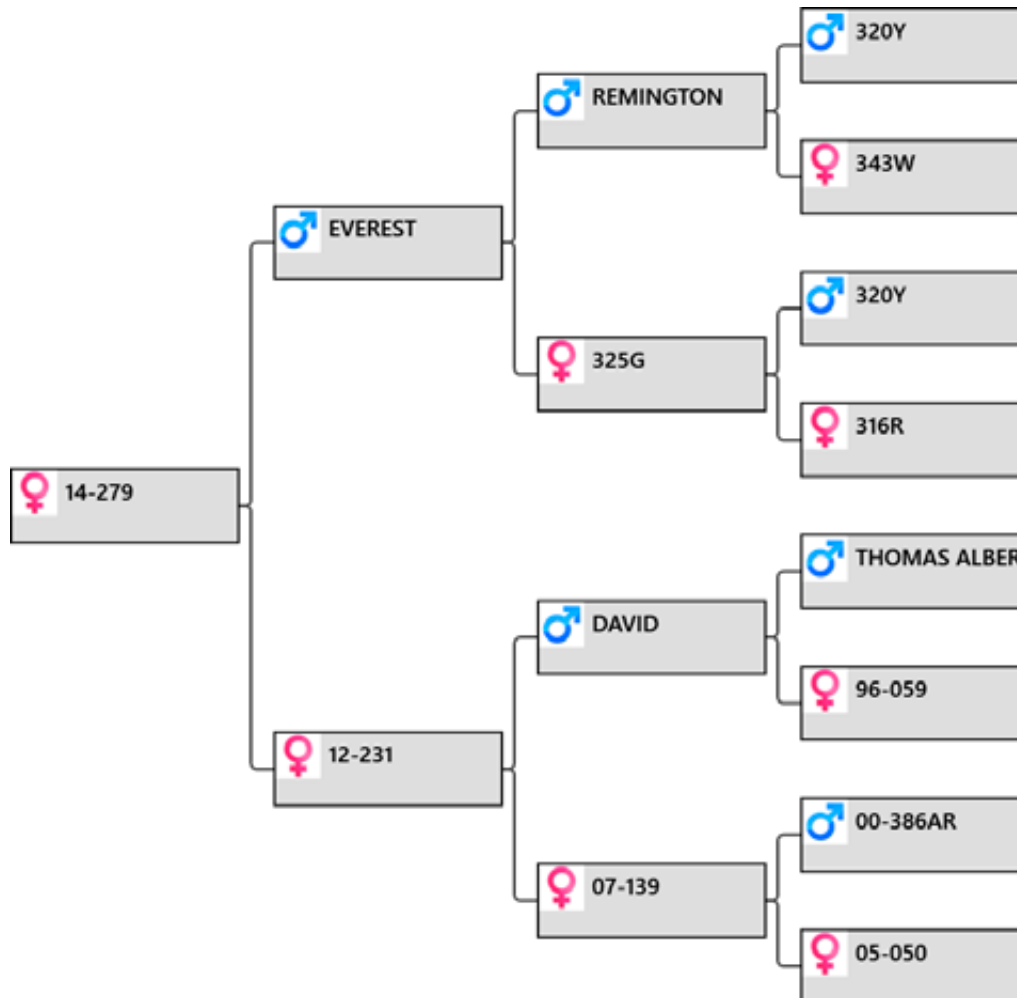 320Y
REMINGTON
343W
EVEREST
320Y
325G
316R
14-279
THOMAS ALBER
DAVID
96-059
12-231
00-386AR
07-139
05-050